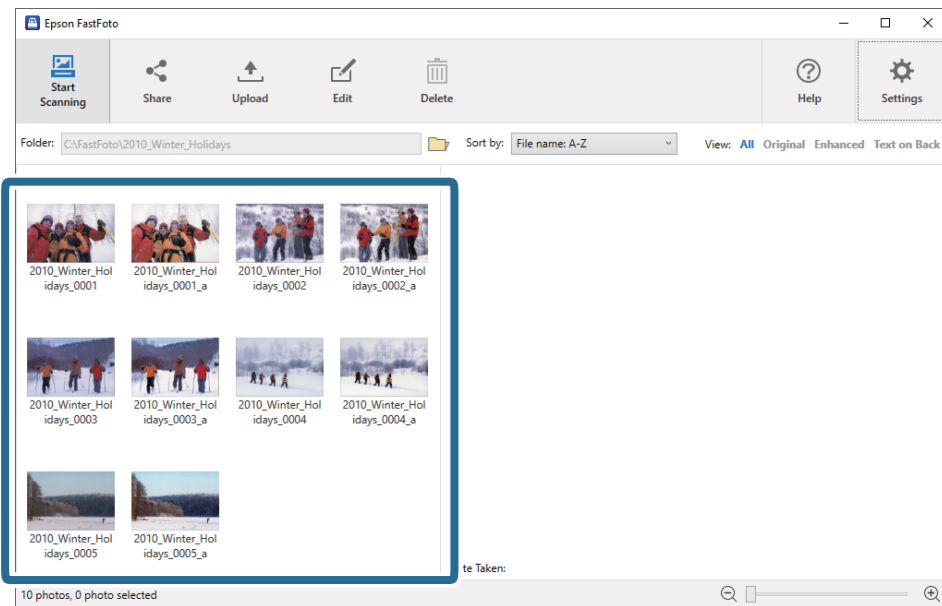 Epson FastFoto
Start
Scanning
Share
Upload
Edit
Delete
Help
Settings
Folder: C:\FastFoto\2010_Winter_Holidays
Sort by: File name: A-Z
View: All Original Enhanced Text on Back
2010_Winter_Hol
idays_0001
2010_Winter_Hol
idays_0001_a
2010_Winter_Hol
idays_0002
2010_Winter_Hol
idays_0002_a
2010_Winter_Hol
idays_0003
2010_Winter_Hol
idays_0003_a
2010_Winter_Hol
idays_0004
2010_Winter_Hol
idays_0004_a
2010_Winter_Hol
idays_0005
2010_Winter_Hol
idays_0005_a
te Taken:
10 photos, 0 photo selected